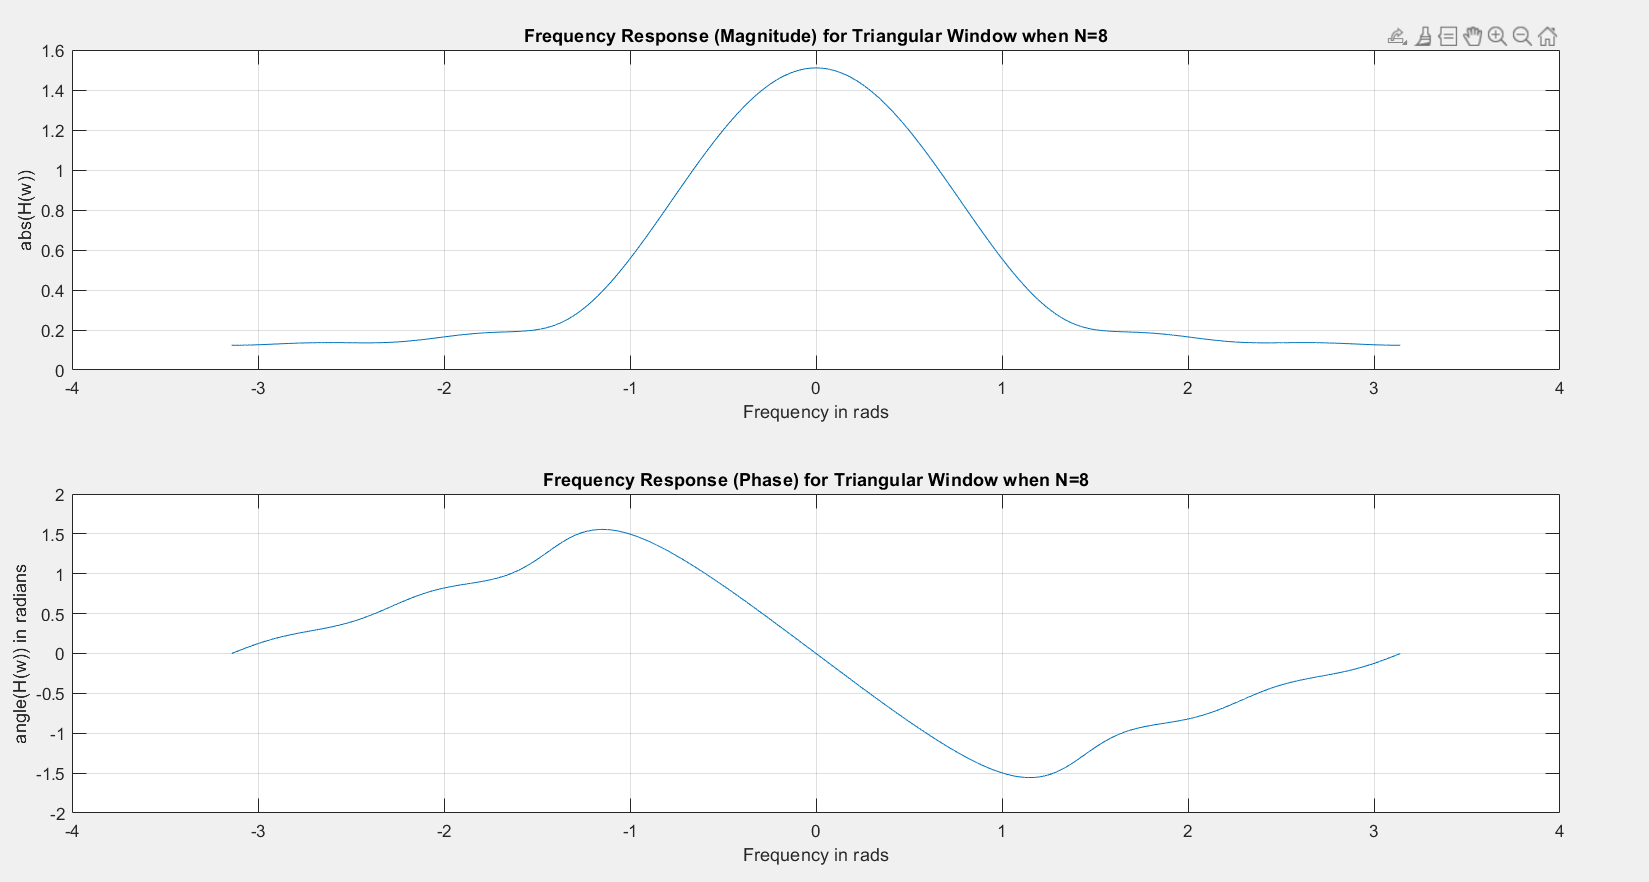 Frequency Response (Magnitude) for Triangular Window when N=8
1.6
1.4
1.2
1
0.8
0.6
0.4
0.2
0
abs(H(w))
-4 -3 -2 -1 0 1 2 3 4
Frequency in rads
Frequency Response (Phase) for Triangular Window when N=8
2
1.5
1
0.5
0
-0.5
-1
-1.5
-2
angle(H(w)) in radians
-4 -3 -2 -1 0 1 2 3 4
Frequency in rads